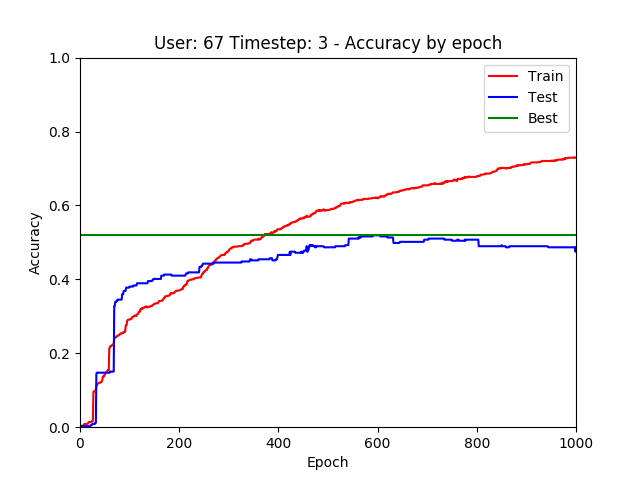 User: 67 Timestep: 3 - Accuracy by epoch
1.0
0.8
0.6
0.4
0.2
0.0
Accuracy
Train
Test
Best
0 200 400 600 800 1000
Epoch